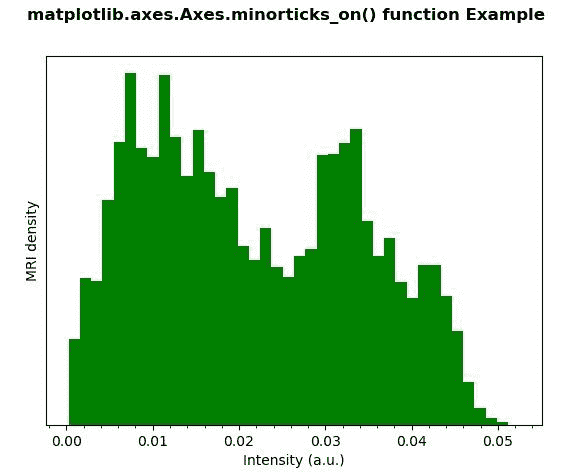 matplotlib.axes.Axes.minorticks_on() function Example
MRI density
0.00 0.01 0.02 0.03 0.04 0.05
Intensity (a.u.)